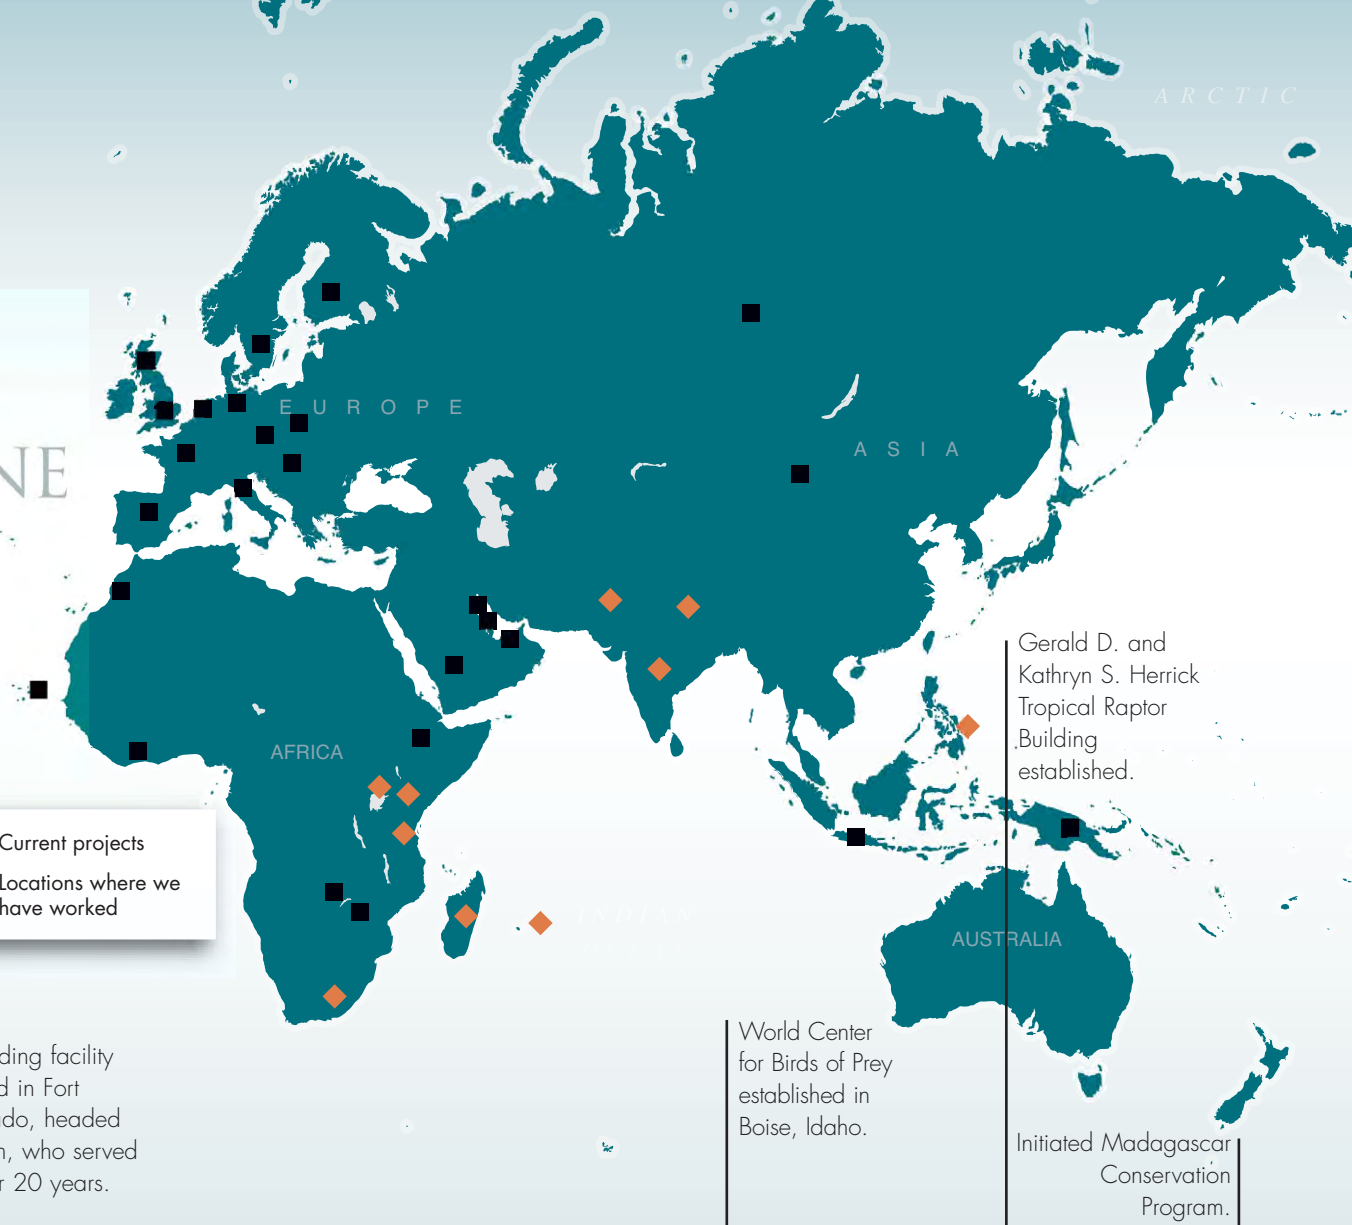 ARCTIC
EUROPE
ASIA
NE
Gerald D. and
Kathryn S. Herrick
Tropical Raptor
Building
established.
AFRICA
Current projects
Locations where we
have worked
INDIAN
AUSTRALIA
World Center
for Birds of Prey
established in
Boise, Idaho.
ding facility
d in Fort
ado, headed
n, who served
r 20 years.
Initiated Madagascar
Conservation
Program.